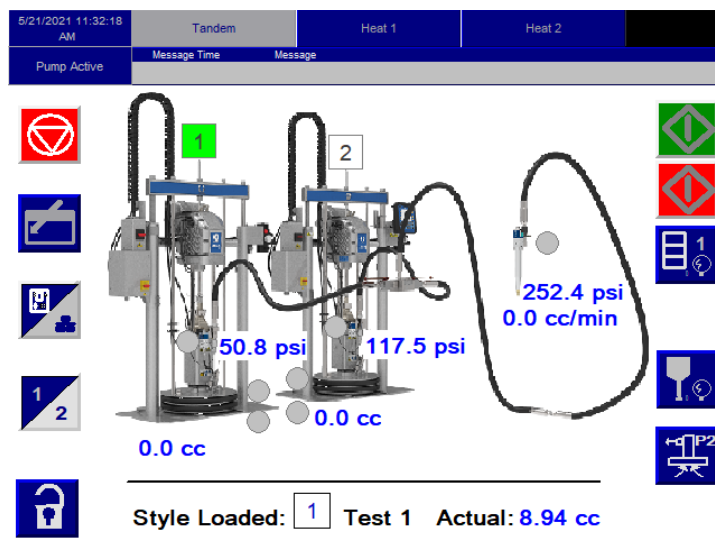 5/21/2021 11:32:18
AM
Tandem
Heat 1
Heat 2
Pump Active
Message Time
Message
1
2
1
252.4 psi
0.0 cc/min
50.8 psi
117.5 psi
1
2
0.0 cc
0.0 cc
P2
Style Loaded: 1 Test 1 Actual: 8.94 cc